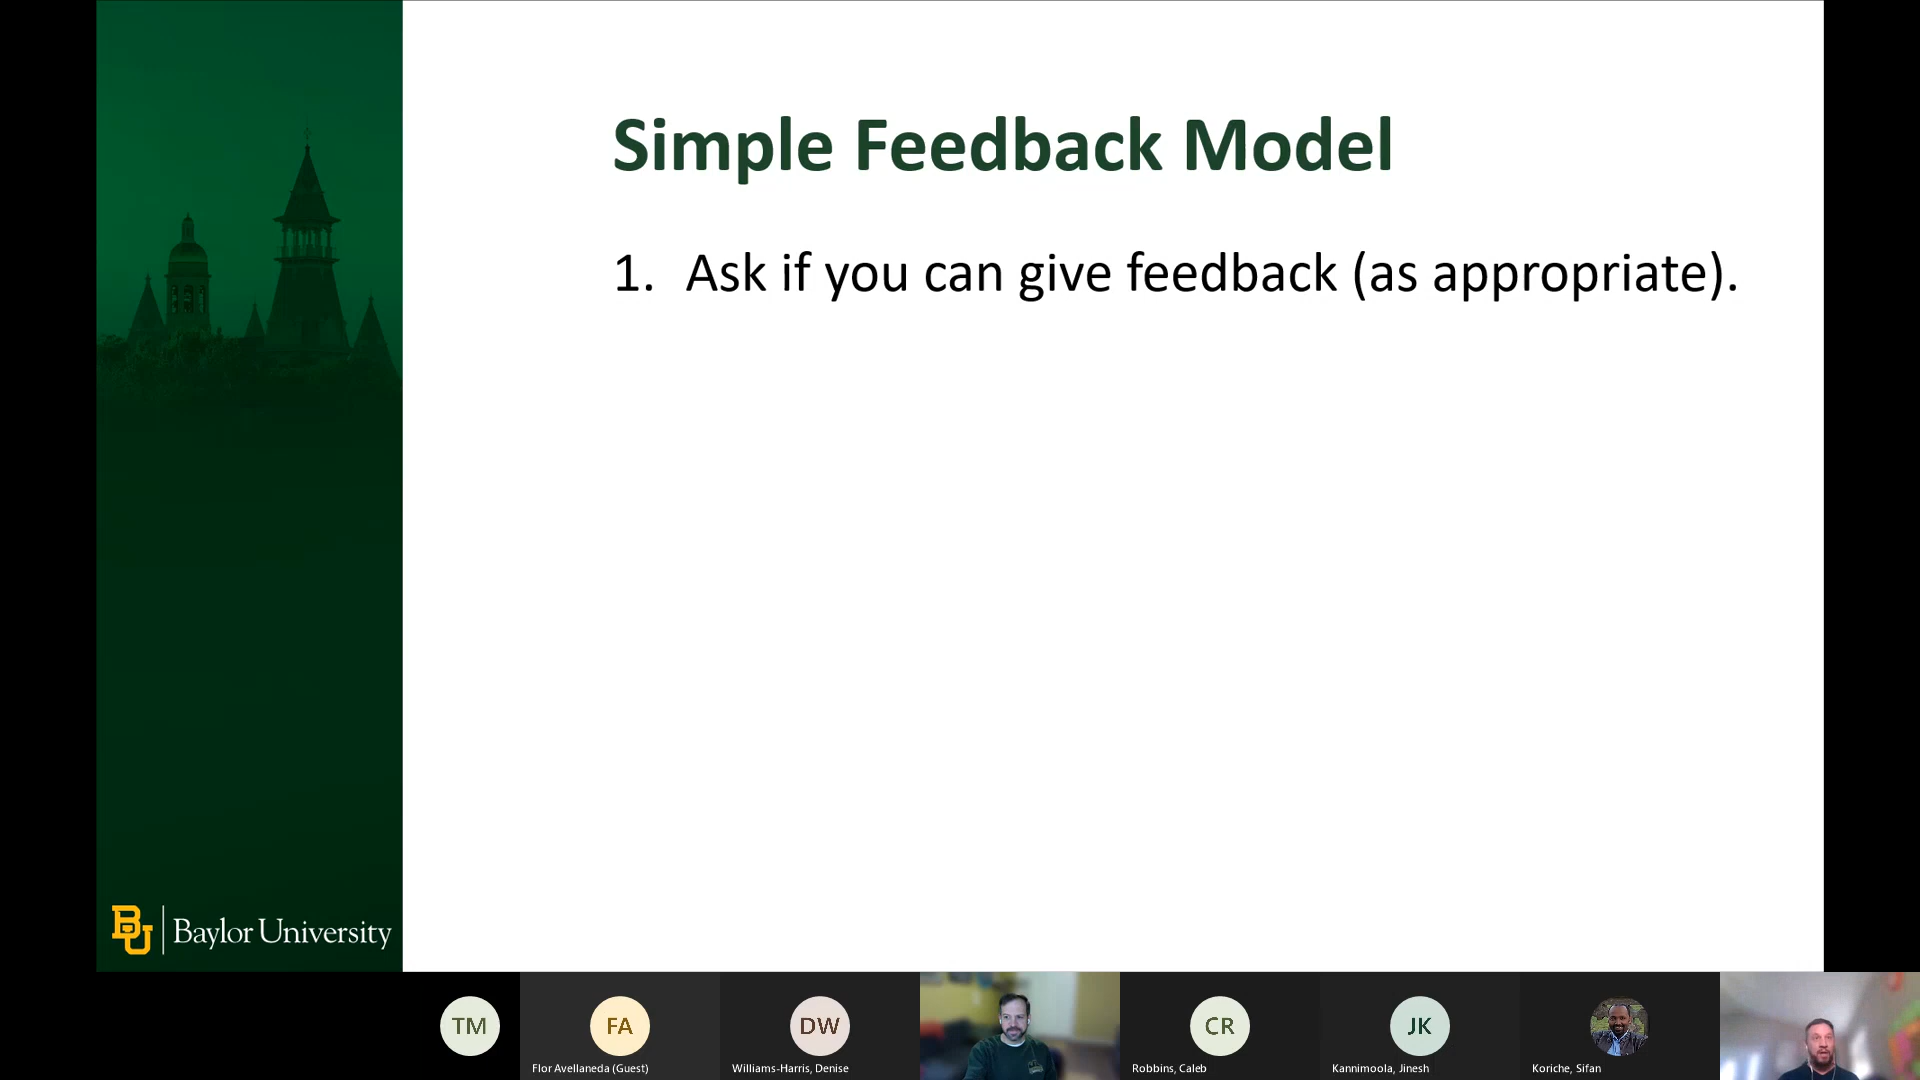 Simple Feedback Model
1. Ask if you can give feedback (as appropriate).
BU Baylor University
TM
FA
Flor Avellaneda (Guest)
DW
Williams-Harris, Denise
CR
Robbins, Caleb
JK
Kannimoola, Jinesh
Koriche, Sifan